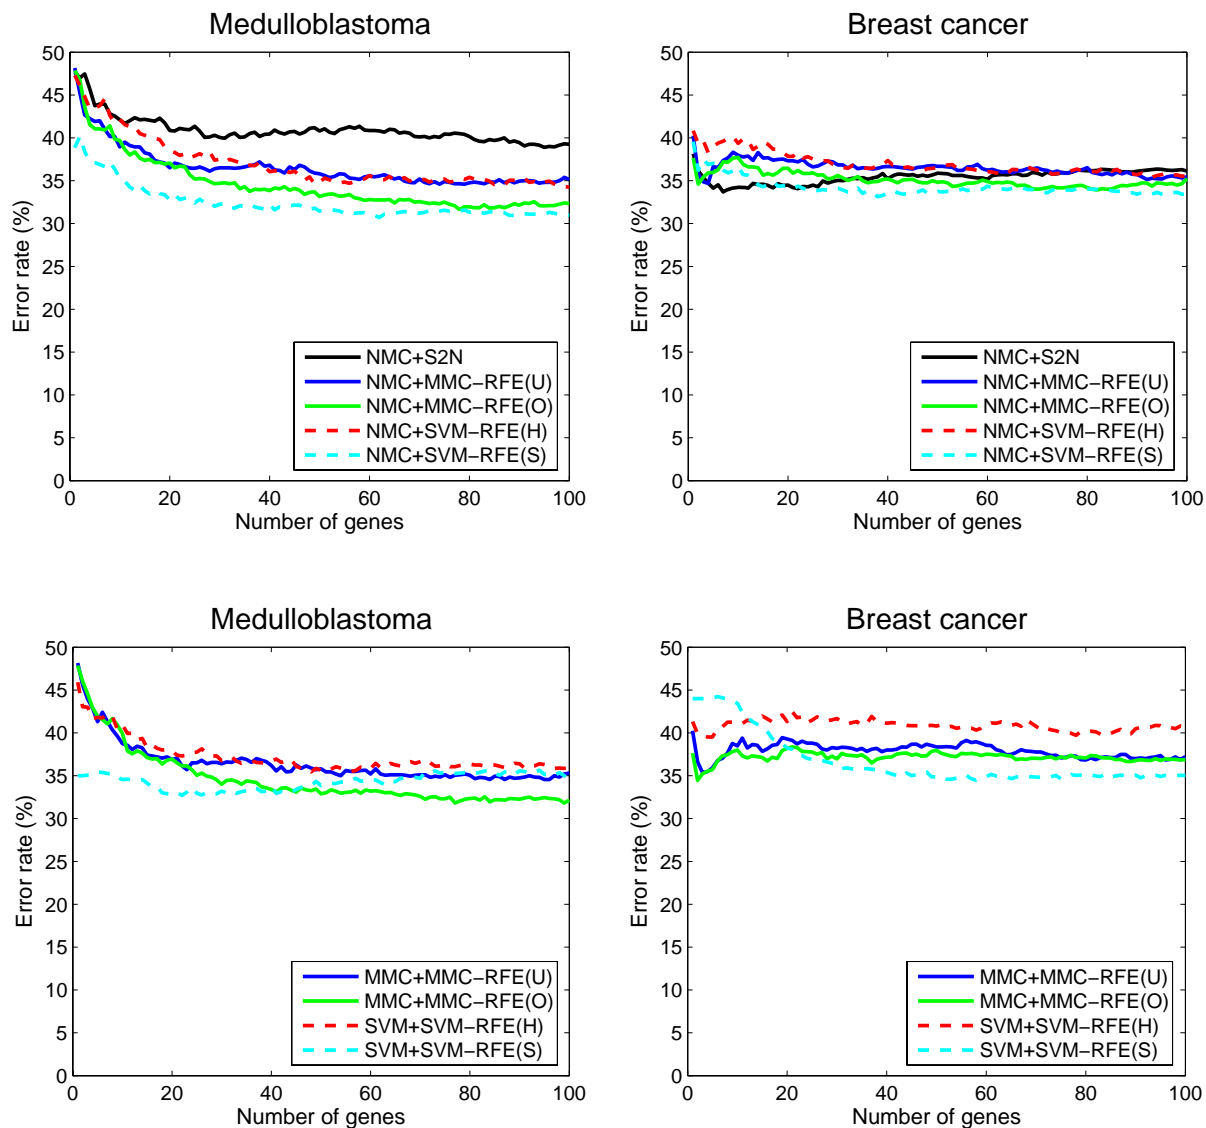 Medulloblastoma
50
45
40
35
30
25
20
15
10
5
0
Error rate (%)
NMC+S2N
NMC+MMC−RFE(U)
NMC+MMC−RFE(O)
NMC+SVM−RFE(H)
NMC+SVM−RFE(S)
0 20 40 60 80 100
Number of genes
Breast cancer
50
45
40
35
30
25
20
15
10
5
0
Error rate (%)
NMC+S2N
NMC+MMC−RFE(U)
NMC+MMC−RFE(O)
NMC+SVM−RFE(H)
NMC+SVM−RFE(S)
0 20 40 60 80 100
Number of genes
Medulloblastoma
50
45
40
35
30
25
20
15
10
5
0
Error rate (%)
MMC+MMC−RFE(U)
MMC+MMC−RFE(O)
SVM+SVM−RFE(H)
SVM+SVM−RFE(S)
0 20 40 60 80 100
Number of genes
Breast cancer
50
45
40
35
30
25
20
15
10
5
0
Error rate (%)
MMC+MMC−RFE(U)
MMC+MMC−RFE(O)
SVM+SVM−RFE(H)
SVM+SVM−RFE(S)
0 20 40 60 80 100
Number of genes